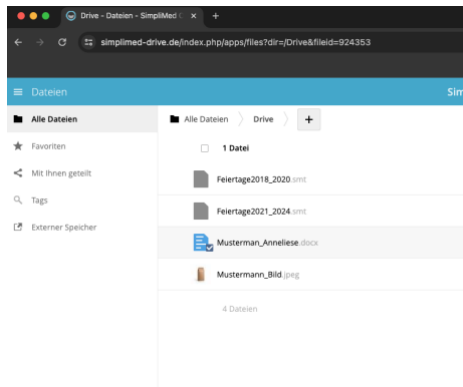 Drive - Dateien - SimpliMed
simplimed-drive.de/index.php/apps/files?dir=/Drive&fileid=924353
Dateien
Alle Dateien
Favoriten
Mit Ihnen geteilt
Tags
Externer Speicher
Alle Dateien Drive +
1 Datei
Feiertage2018_2020.smt
Feiertage2021_2024.smt
Musterman_Anneliese.docx
Mustermann_Bild.jpeg
4 Dateien